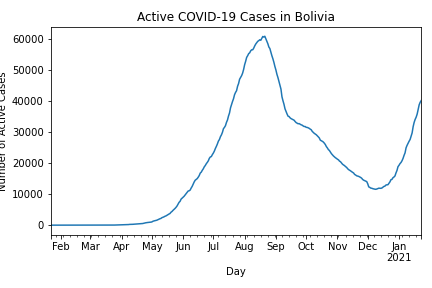 Active COVID-19 Cases in Bolivia
Number of Active Cases
60000
50000
40000
30000
20000
10000
0
Feb Mar Apr May Jun Jul Aug Sep Oct Nov Dec Jan
2021
Day